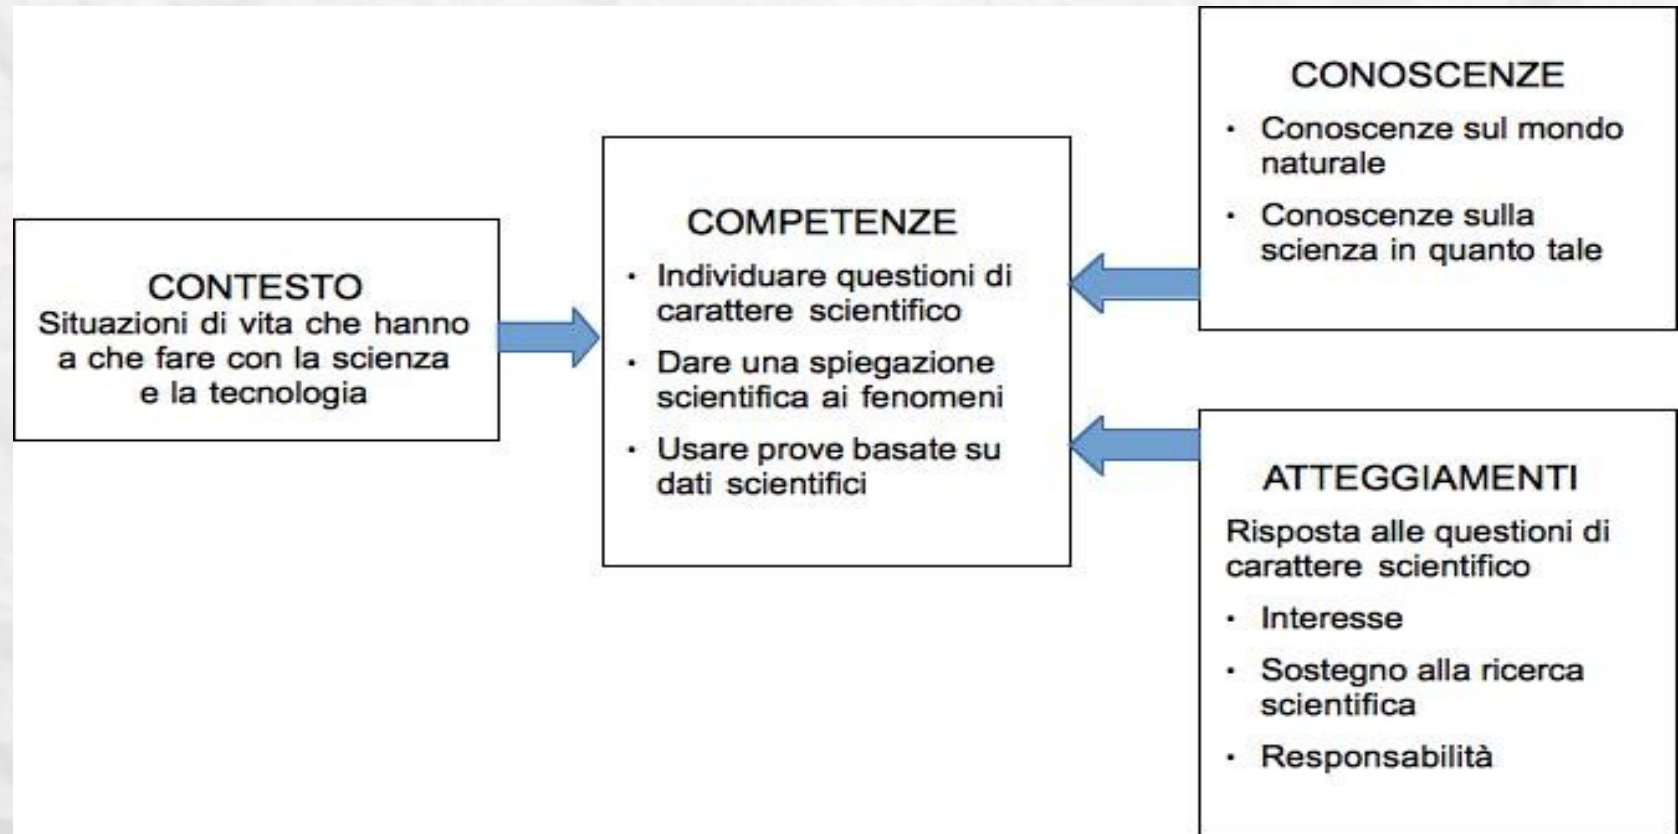 CONTESTO
Situazioni di vita che hanno
a che fare con la scienza
e la tecnologia
COMPETENZE
· Individuare questioni di
carattere scientifico
· Dare una spiegazione
scientifica ai fenomeni
· Usare prove basate su
dati scientifici
CONOSCENZE
· Conoscenze sul mondo
naturale
· Conoscenze sulla
scienza in quanto tale
ATTEGGIAMENTI
Risposta alle questioni di
carattere scientifico
· Interesse
· Sostegno alla ricerca
scientifica
· Responsabilità